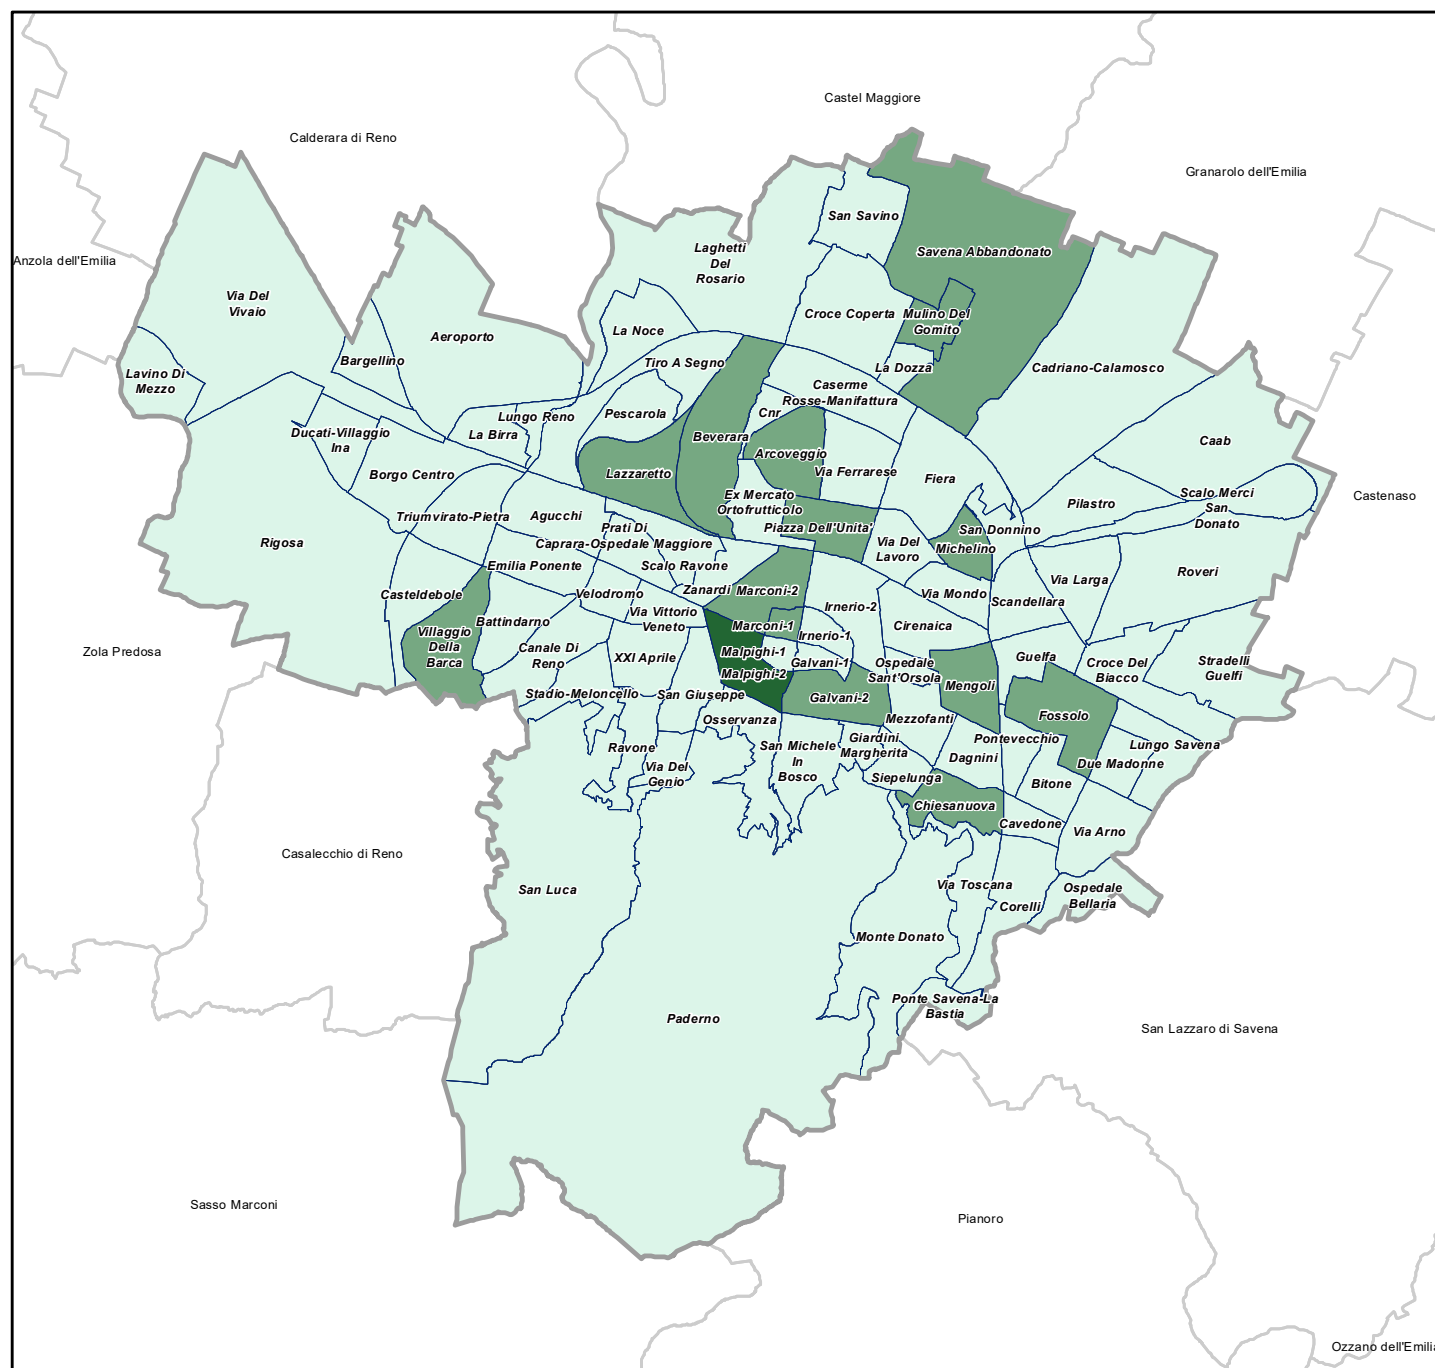 Castel Maggiore
Calderara di Reno
Granarolo dell'Emilia
San Savino
Laghetti
Del
Rosario
Savena Abbandonato
Anzola dell'Emilia
Via Del
Vivaio
Croce Coperta
Mulino Del
Gomito
La Noce
Aeroporto
Bargellino
Tiro A Segno
La Dozza
Cadriano-Calamosco
Lavino Di
Mezzo
Caserme
Rosse-Manifattura
Cnr
Pescarola
Lungo Reno
La Birra
Ducati-Villaggio
Ina
Beverara
Caab
Arcoveggio
Borgo Centro
Lazzaretto
Via Ferrarese
Fiera
Scalo Merci
San
Donato
Castenaso
Ex Mercato
Ortofrutticolo
Pilastro
Triumvirato-Pietra
Agucchi
Prati Di
Caprara-Ospedale Maggiore
Piazza Dell'Unita'
San Donnino
Rigosa
Via Del
Lavoro
Michelino
Emilia Ponente
Scalo Ravone
Roveri
Via Larga
Casteldebole
Velodromo
Zanardi
Marconi-2
Via Mondo
Scandellara
Irnerio-2
Battindarno
Via Vittorio
Veneto
Marconi-1
Cirenaica
Villaggio
Della
Barca
Irnerio-1
Zola Predosa
Canale Di
Reno
XXI Aprile
Malpighi-1
Galvani-1
Ospedale
Sant'Orsola
Guelfa
Croce Del
Biacco
Stradelli
Guelfi
Malpighi-2
Mengoli
Stadio-Meloncello
San Giuseppe
Galvani-2
Osservanza
Mezzofanti
Fossolo
Ravone
San Michele
In
Bosco
Giardini
Margherita
Pontevecchio
Lungo Savena
Via Del
Genio
Dagnini
Due Madonne
Siepelunga
Bitone
Chiesanuova
Cavedone
Via Arno
Casalecchio di Reno
San Luca
Via Toscana
Ospedale
Bellaria
Corelli
Monte Donato
Ponte Savena-La
Bastia
Paderno
San Lazzaro di Savena
Sasso Marconi
Pianoro
Ozzano dell'Emilia